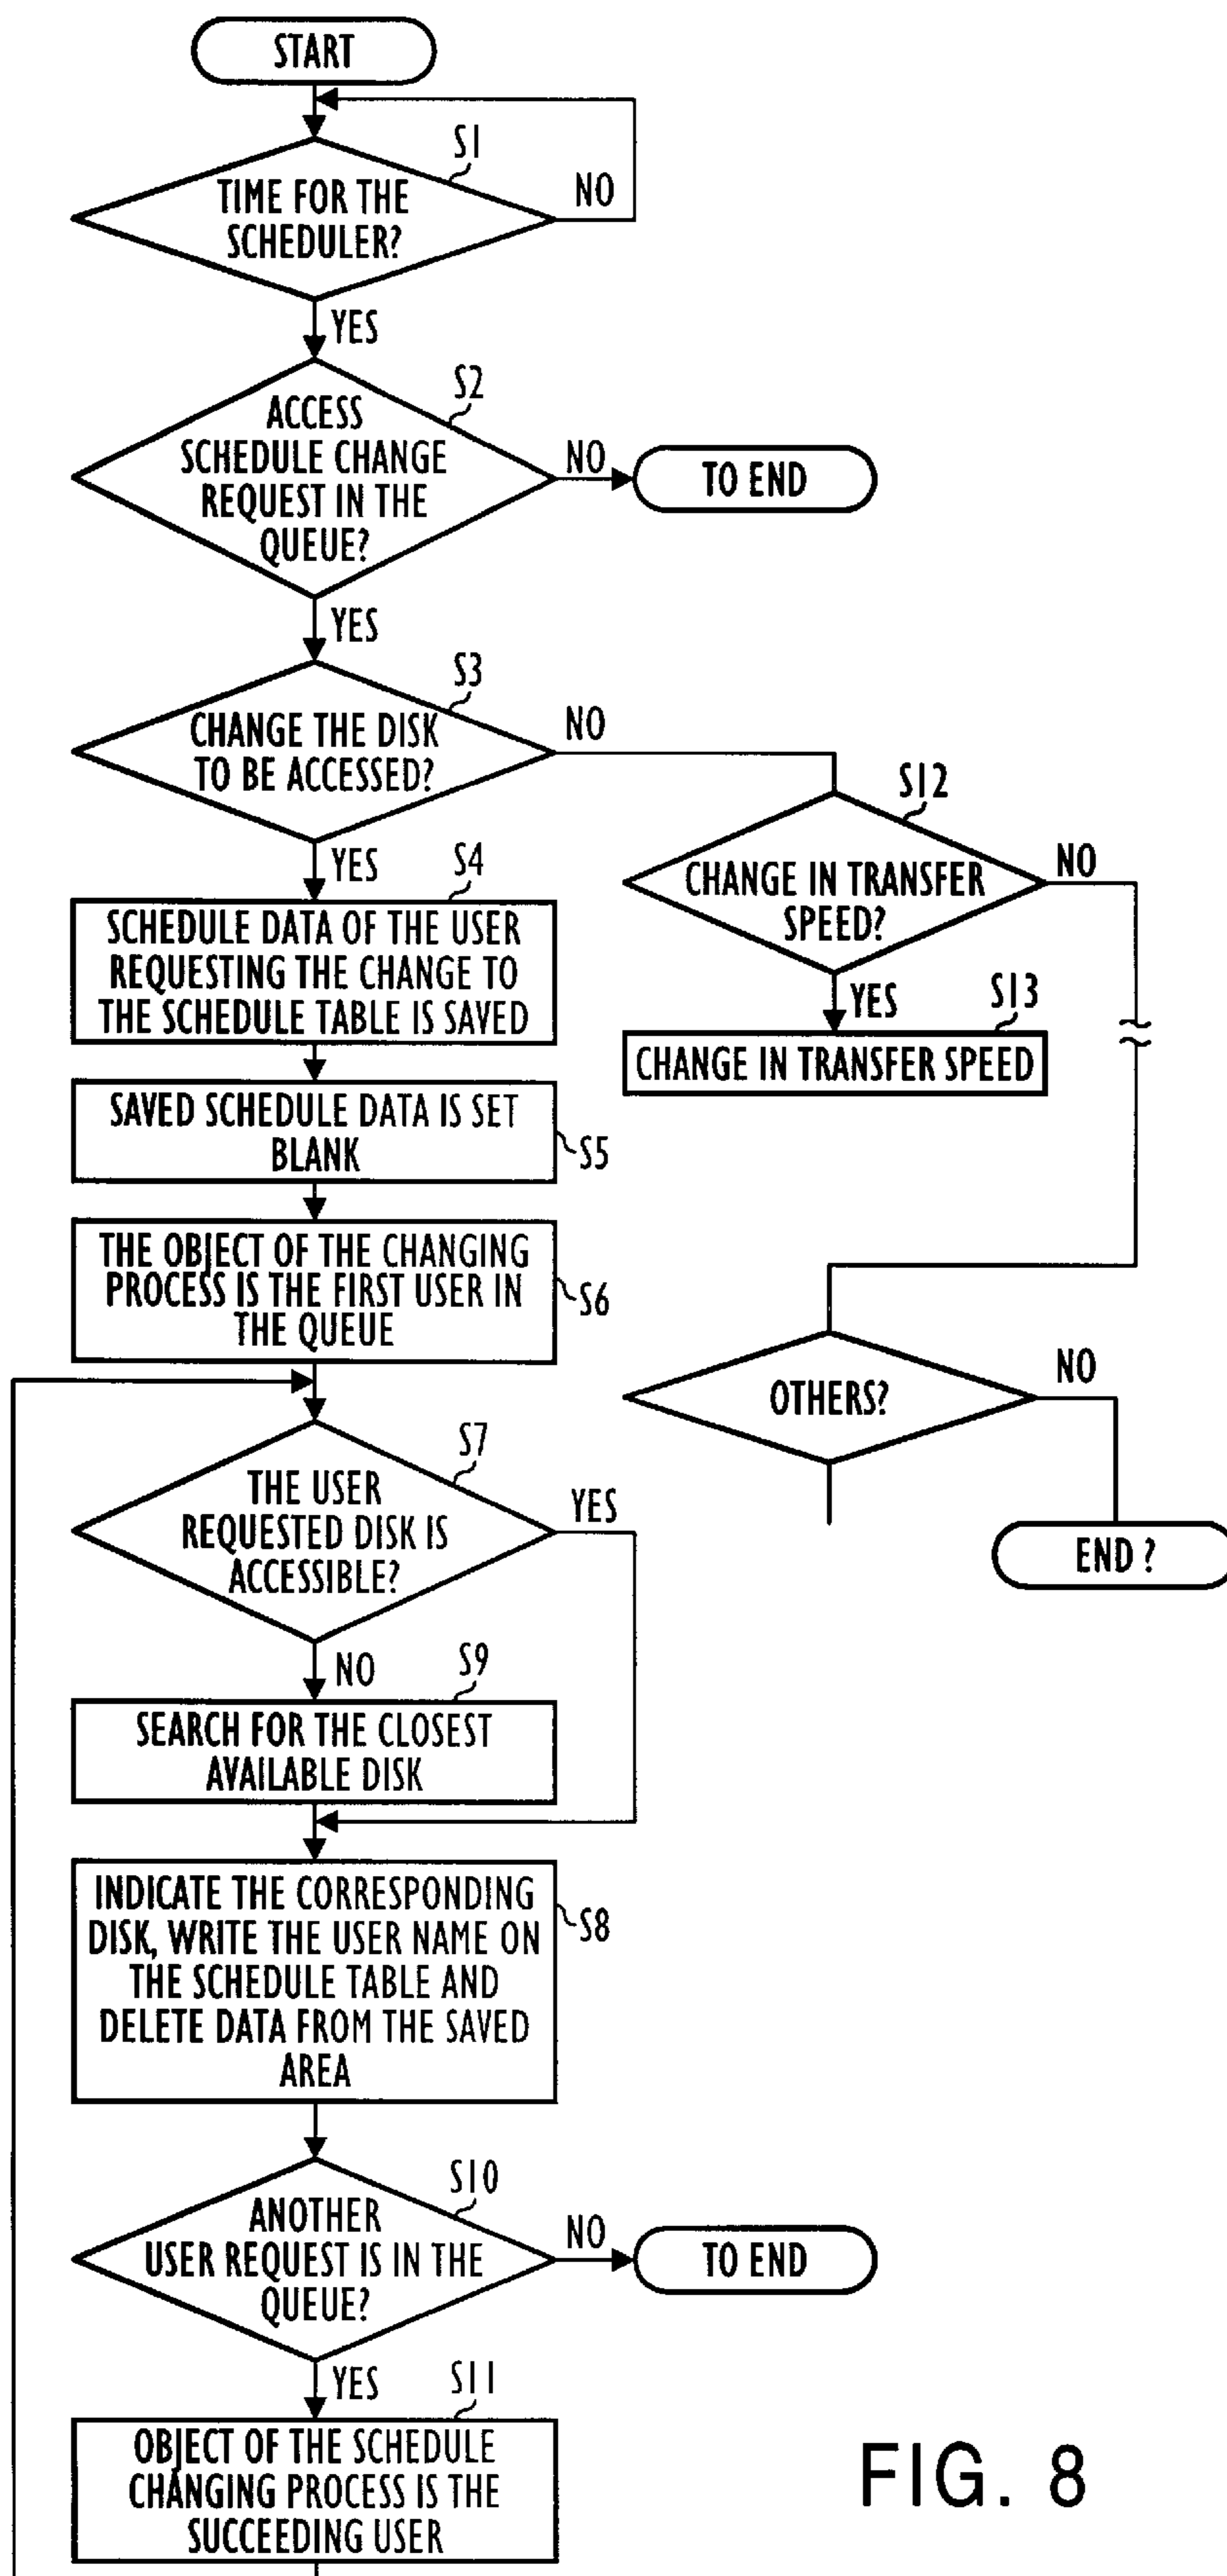 START
S1
TIME FOR THE
SCHEDULER?
NO
YES
S2
ACCESS
SCHEDULE CHANGE
REQUEST IN THE
QUEUE?
NO
TO END
YES
S3
CHANGE THE DISK
TO BE ACCESSED?
NO
YES
S12
CHANGE IN TRANSFER
SPEED?
NO
YES
S13
CHANGE IN TRANSFER SPEED
S4
SCHEDULE DATA OF THE USER
REQUESTING THE CHANGE TO
THE SCHEDULE TABLE IS SAVED
SAVED SCHEDULE DATA IS SET
BLANK
S5
THE OBJECT OF THE CHANGING
PROCESS IS THE FIRST USER IN
THE QUEUE
S6
OTHERS?
NO
END ?
S7
THE USER
REQUESTED DISK IS
ACCESSIBLE?
YES
NO
S9
SEARCH FOR THE CLOSEST
AVAILABLE DISK
INDICATE THE CORRESPONDING
DISK, WRITE THE USER NAME ON
THE SCHEDULE TABLE AND
DELETE DATA FROM THE SAVED
AREA
S8
S10
ANOTHER
USER REQUEST IS IN THE
QUEUE?
NO
TO END
YES
S11
OBJECT OF THE SCHEDULE
CHANGING PROCESS IS THE
SUCCEEDING USER
FIG. 8